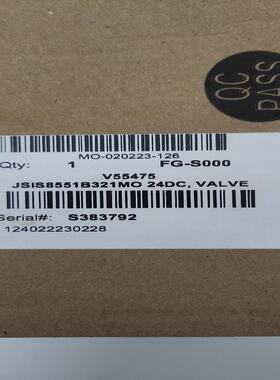 QC
PASS
MO-020223-126
Qty: 1 FG-S000
V55475
JSIS8551B321MO 24DC, VALVE
Serial#: S383792
124022230228